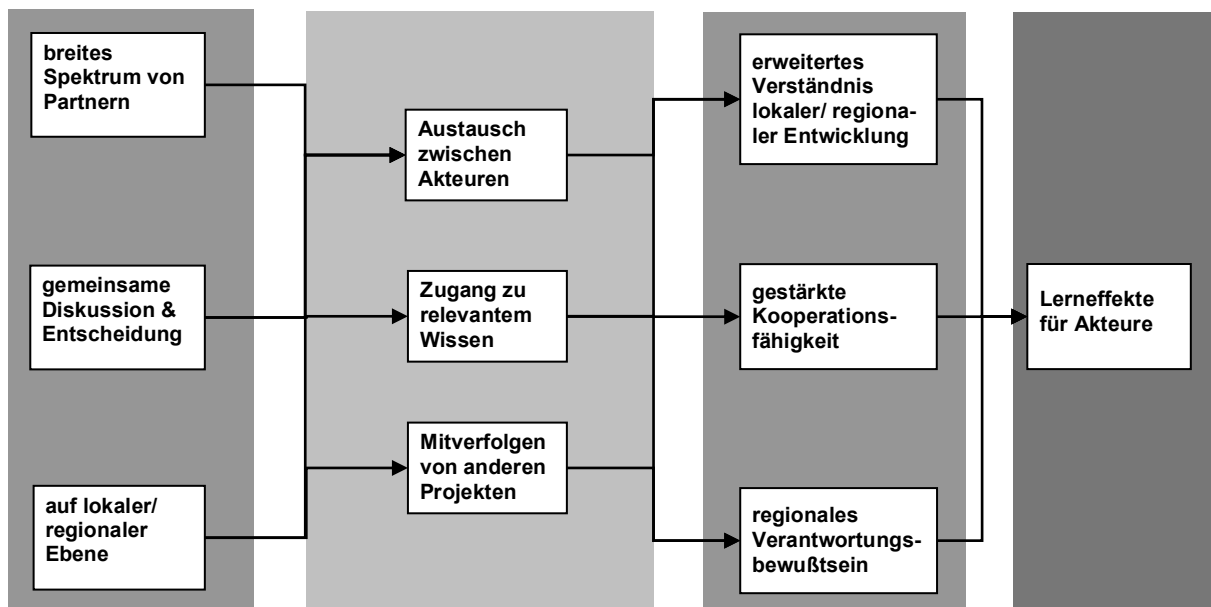 breites
Spektrum von
Partnern
gemeinsame
Diskussion &
Entscheidung
auf lokaler/
regionaler
Ebene
Austausch
zwischen
Akteuren
Zugang zu
relevantem
Wissen
Mitverfolgen
von anderen
Projekten
erweitertes
Verständnis
lokaler/ regiona-
ler Entwicklung
gestärkte
Kooperations-
fähigkeit
regionales
Verantwortungs-
bewußtsein
Lerneffekte
für Akteure